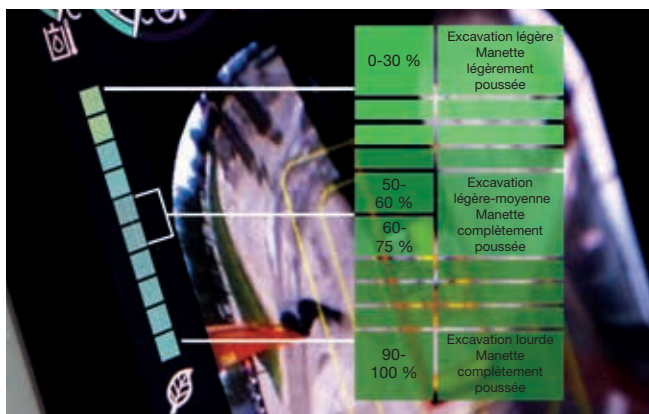 0-30 %
Excavation légère
Manette
légèrement
poussée
50-
60 %
60-
75 %
Excavation
légère-moyenne
Manette
complètement
poussée
90-
100 %
Excavation lourde
Manette
complètement
poussée